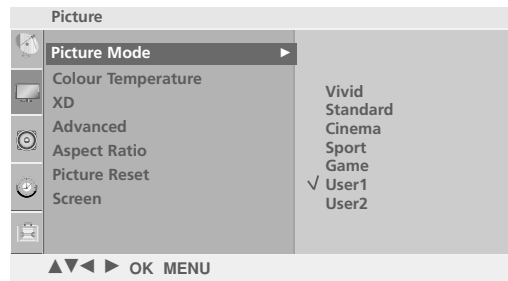 Picture
Picture Mode ►
Colour Temperature
XD
Advanced
Aspect Ratio
Picture Reset
Screen
Vivid
Standard
Cinema
Sport
Game
√ User1
User2
▲▼◄ ► OK MENU